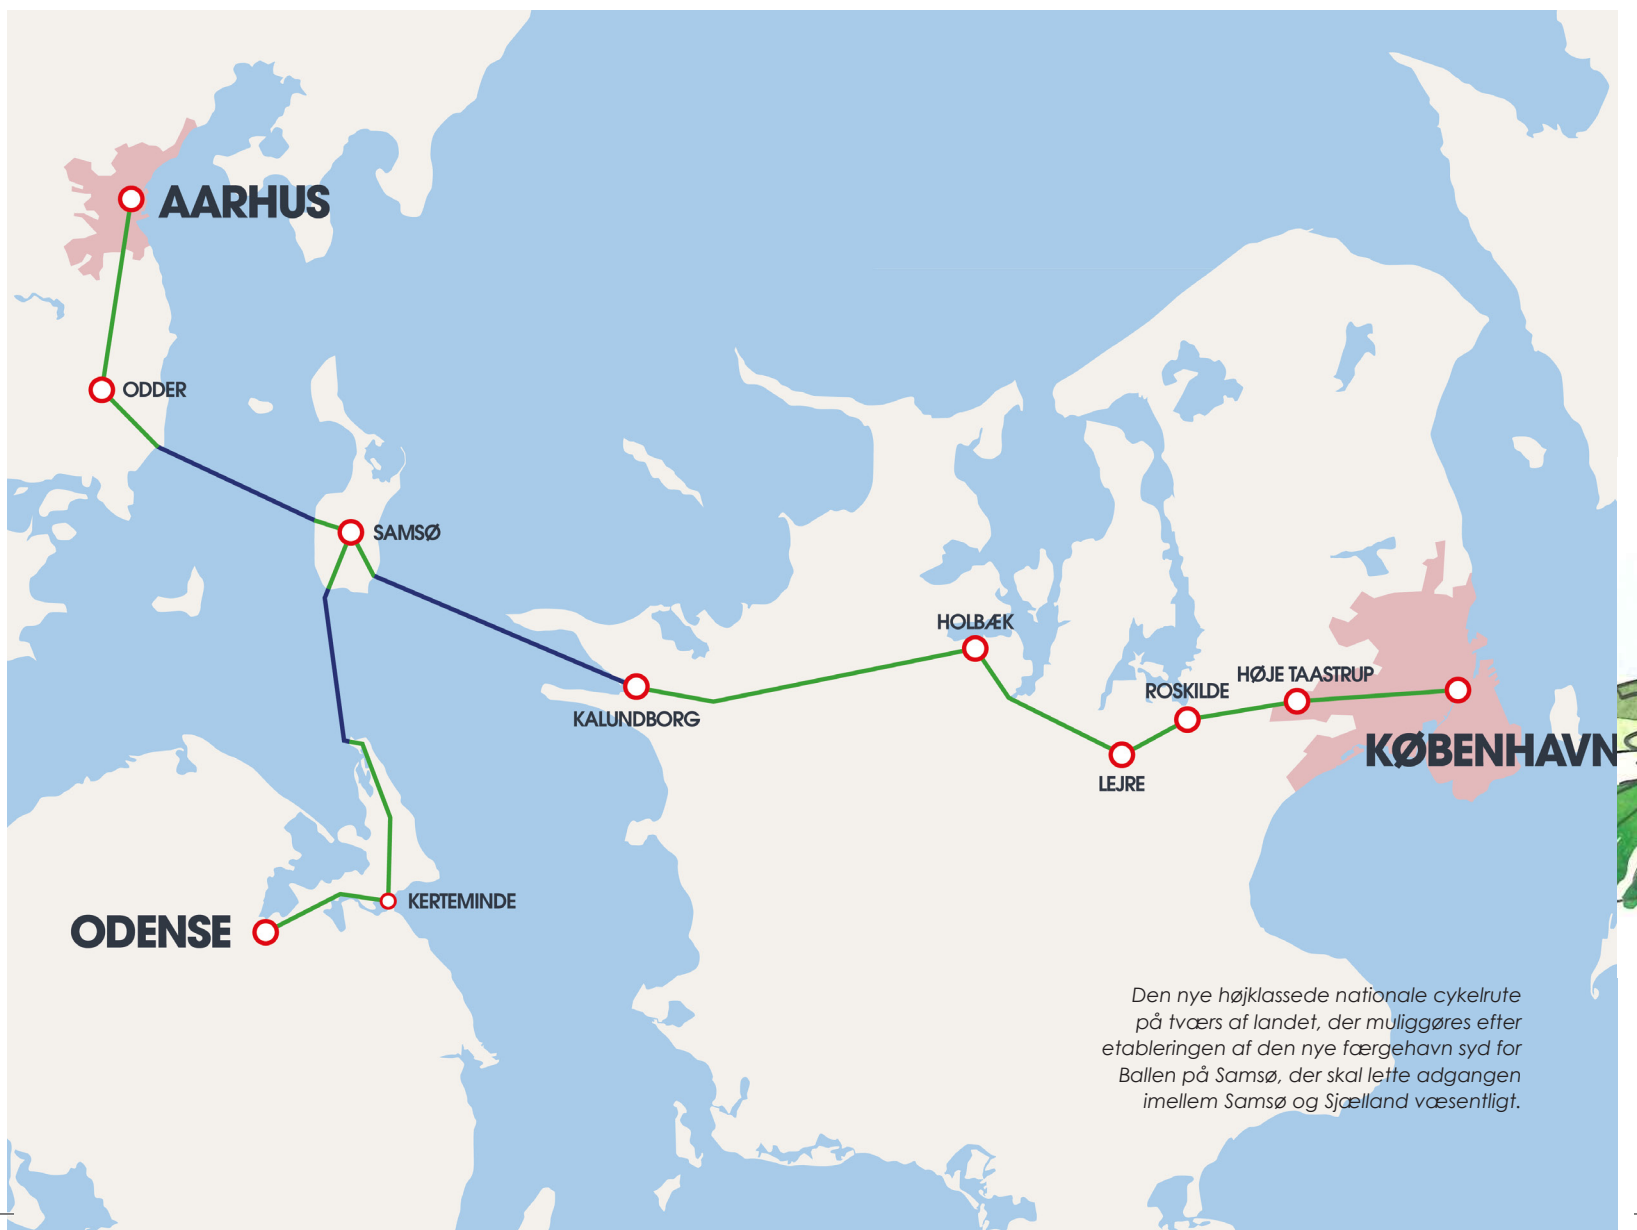 AARHUS
ODDER
SAMSØ
HOLBÆK
HØJE TAASTRUP
ROSKILDE
KALUNDBORG
KØBENHAVN
LEJRE
KERTEMINDE
ODENSE
Den nye højklassede nationale cykelrute
på tværs af landet, der muliggøres efter
etableringen af den nye færgehavn syd for
Ballen på Samsø, der skal lette adgangen
imellem Samsø og Sjælland væsentligt.